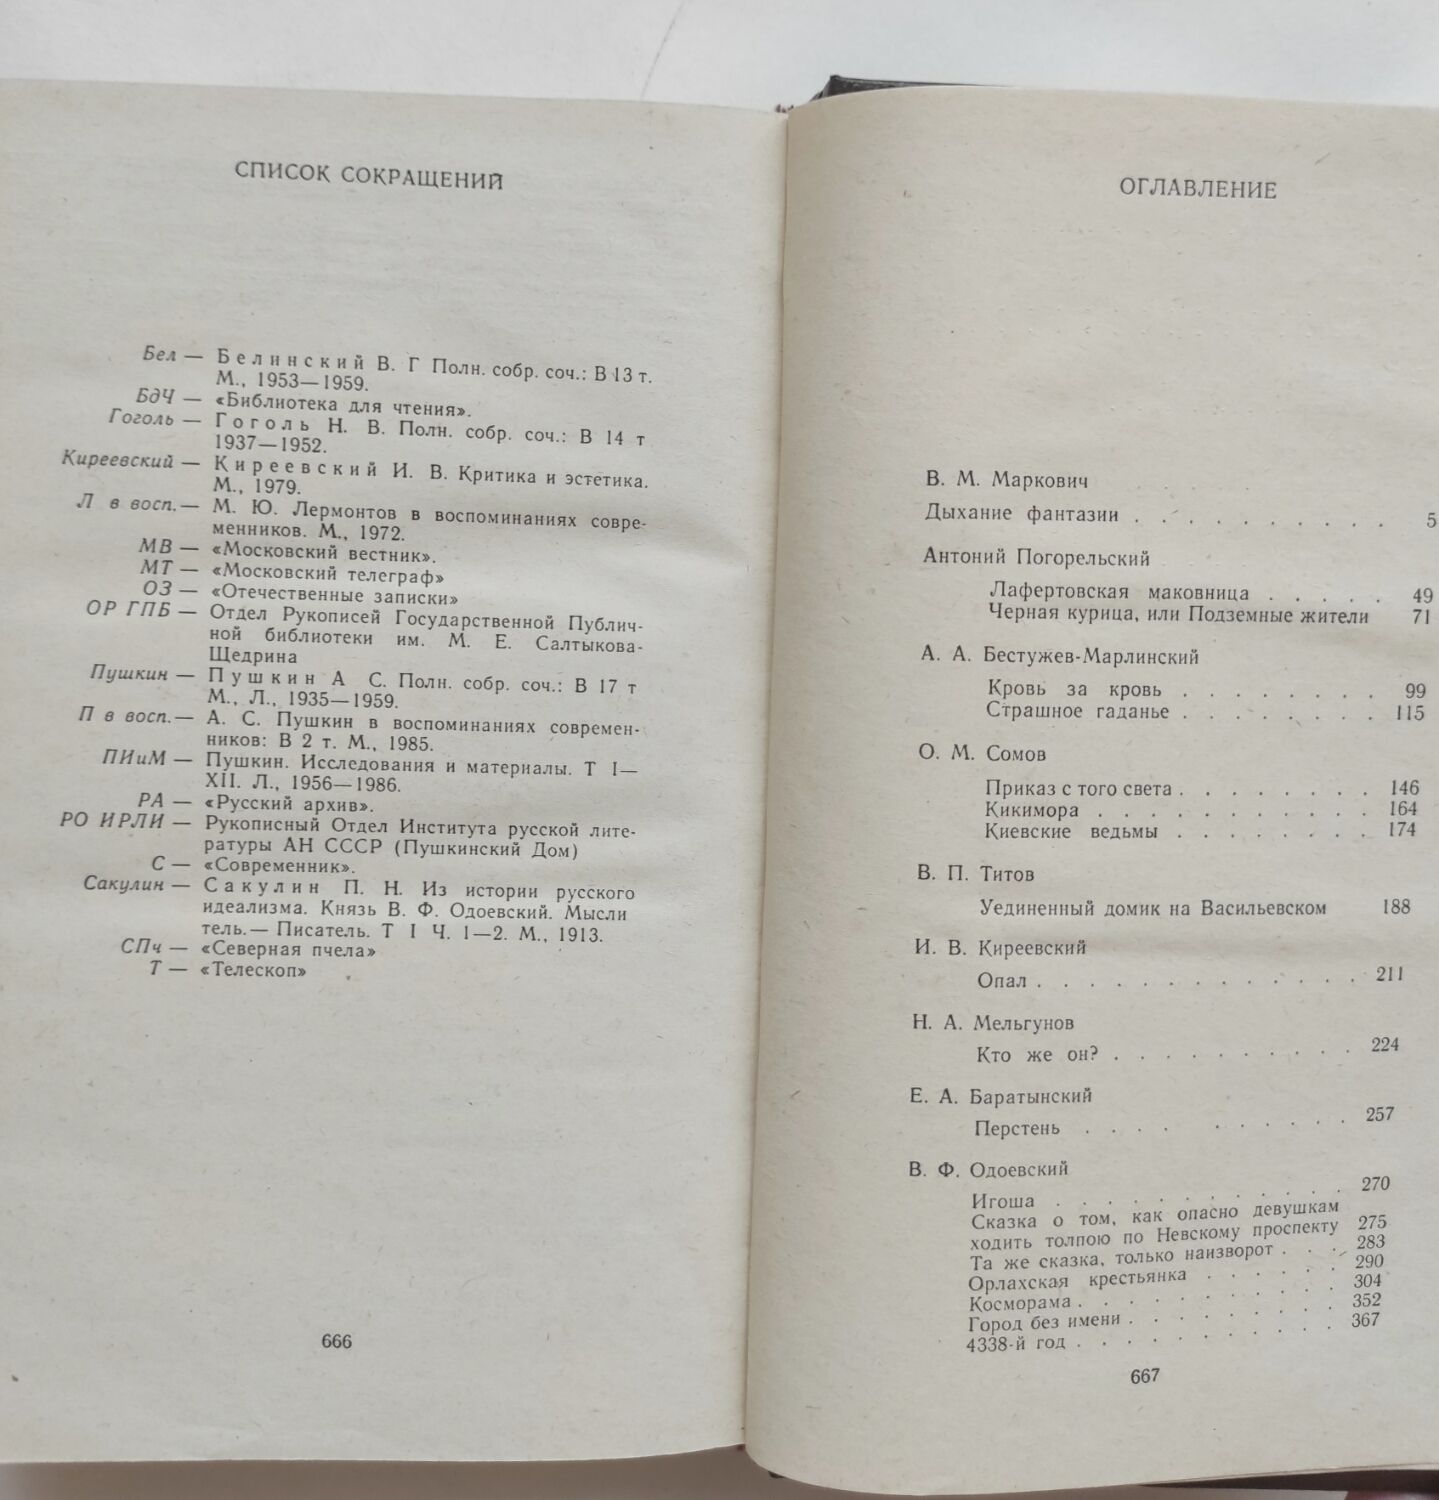 СПИСОК СОКРАЩЕНИЙ
Бел — Белинский В. Г Полн. собр. соч.: В 13 т.
М., 1953—1959.
БдЧ — «Библиотека для чтения».
Гоголь — Гоголь Н. В. Полн. собр. соч.: В 14 т
1937—1952.
Киреевский — Киреевский И. В. Критика и эстетика.
М., 1979.
Л в восп.— М. Ю. Лермонтов в воспоминаниях совре-
менников. М., 1972.
МВ — «Московский вестник».
МТ — «Московский телеграф»
ОЗ — «Отечественные записки»
ОР ГПБ — Отдел Рукописей Государственной Публич-
ной библиотеки им. М. Е. Салтыкова-
Щедрина
Пушкин — Пушкин А С. Полн. собр. соч.: В 17 т
М., Л., 1935—1959.
П в восп.— А. С. Пушкин в воспоминаниях современ-
ников: В 2 т. М., 1985.
ПИиМ — Пушкин. Исследования и материалы. Т I—
XII. Л., 1956—1986.
РА — «Русский архив».
РО ИРЛИ — Рукописный Отдел Института русской лите-
ратуры АН СССР (Пушкинский Дом)
С — «Современник».
Сакулин — Сакулин П. Н. Из истории русского
идеализма. Князь В. Ф. Одоевский. Мысли
тель.— Писатель. Т I Ч. 1—2. М., 1913.
СПч — «Северная пчела»
Т — «Телескоп»
666
ОГЛАВЛЕНИЕ
В. М. Маркович
Дыхание фантазии . . . . . . . . . . 5
Антоний Погорельский
Лафертовская маковница . . . . . 49
Черная курица, или Подземные жители 71
А. А. Бестужев-Марлинский
Кровь за кровь . . . . . . . . 99
Страшное гаданье . . . . . . . . 115
О. М. Сомов
Приказ с того света . . . . . . . . 146
Кикимора . . . . . . . . . . . 164
Киевские ведьмы . . . . . . . . 174
В. П. Титов
Уединенный домик на Васильевском 188
И. В. Киреевский
Опал . . . . . . . . . . . . . 211
Н. А. Мельгунов
Кто же он? . . . . . . . . . . 224
Е. А. Баратынский
Перстень . . . . . . . . . . 257
В. Ф. Одоевский
Игоша . . . . . . . . . . . . 270
Сказка о том, как опасно девушкам
ходить толпою по Невскому проспекту 275
Та же сказка, только наизворот . . . 283
Орлахская крестьянка . . . . . . 290
Косморама . . . . . . . . . . . 304
Город без имени . . . . . . . . . 352
4338-й год . . . . . . . . . . . 367
667